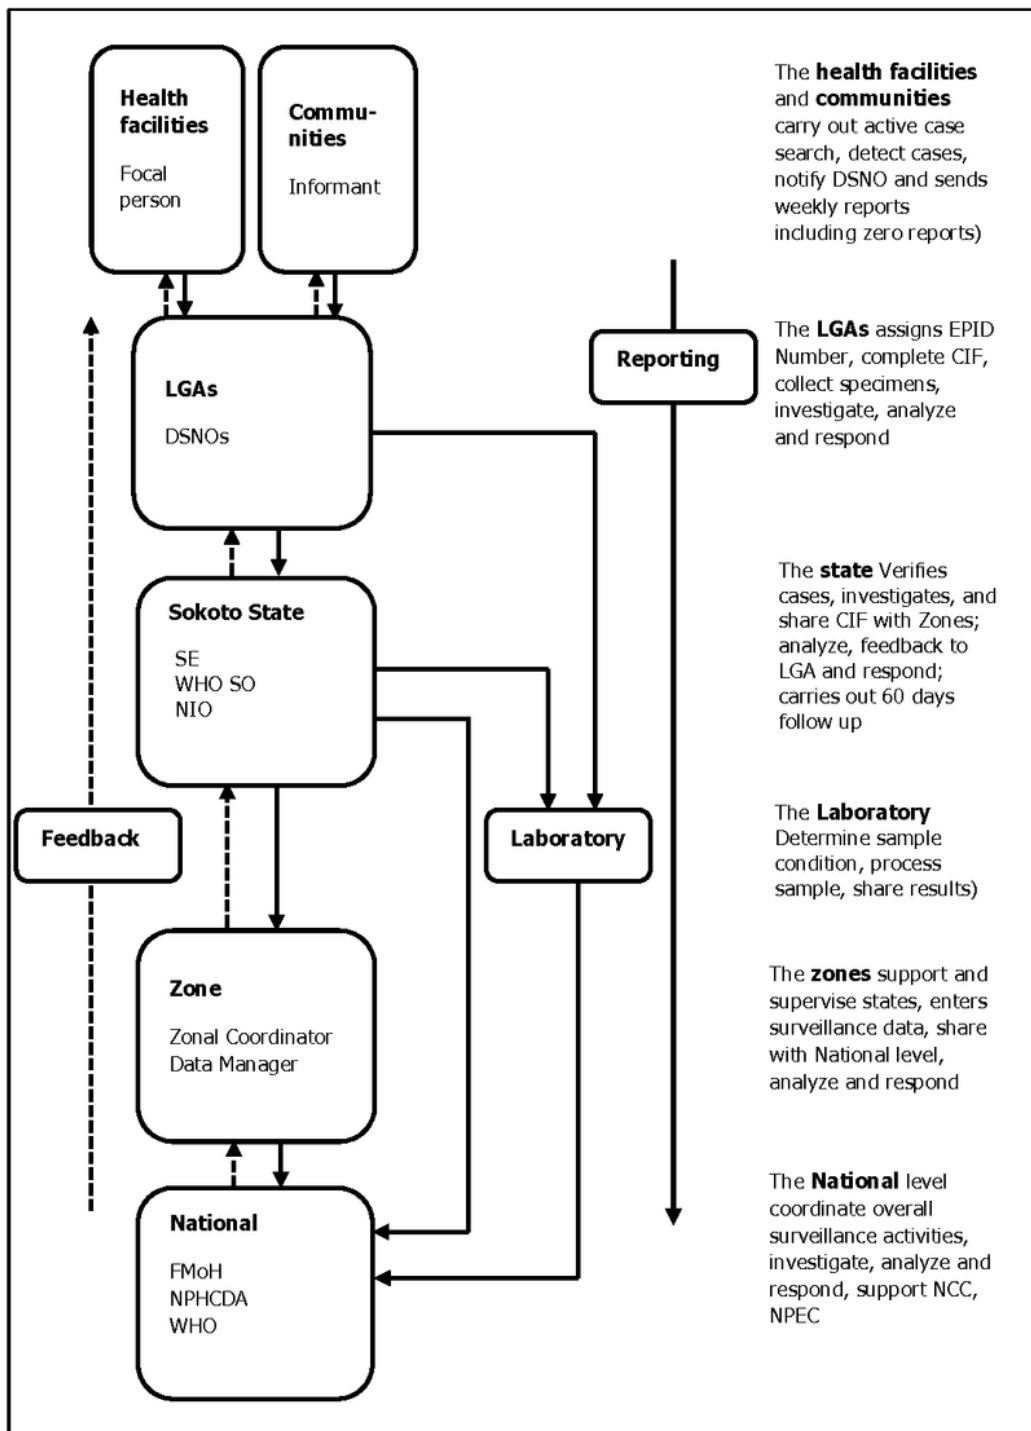 Health
facilities
Focal
person
Commu-
nities
Informant
The health facilities
and communities
carry out active case
search, detect cases,
notify DSNO and sends
weekly reports
including zero reports)
LGAs
DSNOs
Reporting
The LGAs assigns EPID
Number, complete CIF,
collect specimens,
investigate, analyze
and respond
Sokoto State
SE
WHO SO
NIO
The state Verifies
cases, investigates, and
share CIF with Zones;
analyze, feedback to
LGA and respond;
carries out 60 days
follow up
Feedback
Laboratory
The Laboratory
Determine sample
condition, process
sample, share results)
Zone
Zonal Coordinator
Data Manager
The zones support and
supervise states, enters
surveillance data, share
with National level,
analyze and respond
National
FMoH
NPHCDA
WHO
The National level
coordinate overall
surveillance activities,
investigate, analyze and
respond, support NCC,
NPEC